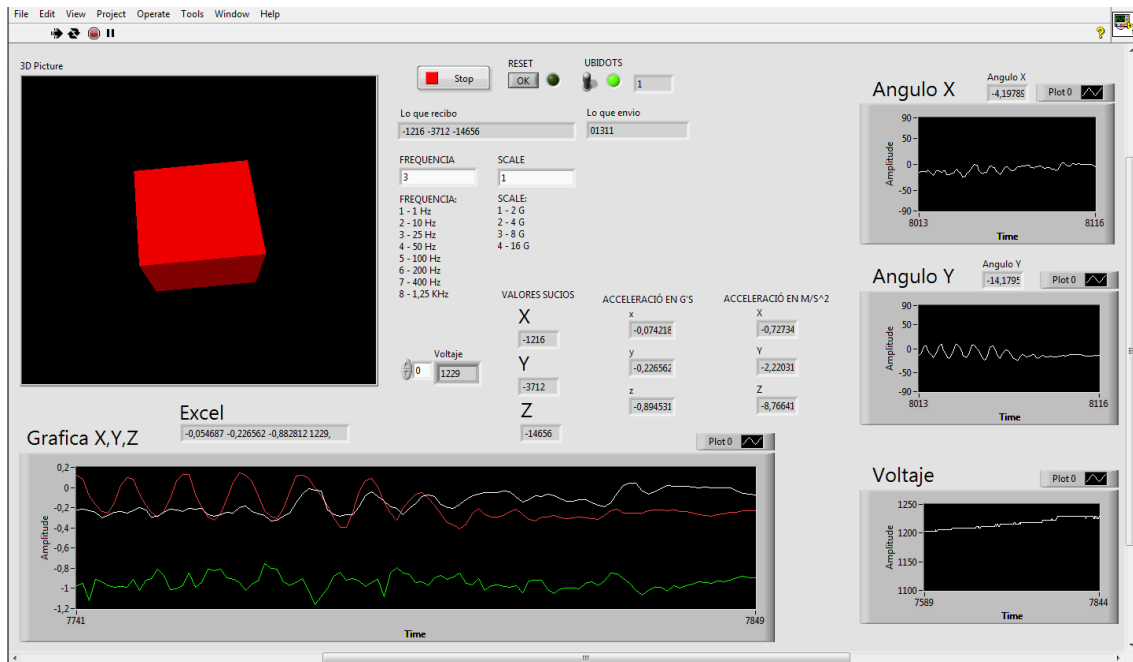 File Edit View Project Operate Tools Window Help
3D Picture
Stop
RESET
OK
UBIDOTS
1
Lo que recibo
-1216 -3712 -14656
Lo que envio
01311
FREQUENCIA
3
SCALE
1
FREQUENCIA:
1 - 1 Hz
2 - 10 Hz
3 - 25 Hz
4 - 50 Hz
5 - 100 Hz
6 - 200 Hz
7 - 400 Hz
8 - 1,25 KHz
SCALE:
1 - 2 G
2 - 4 G
3 - 8 G
4 - 16 G
Voltaje
0
1229
VALORES SUCIOS
X
-1216
Y
-3712
Z
-14656
ACCELERACIÓ EN G'S
x
-0,074218
y
-0,226562
z
-0,894531
ACCELERACIÓ EN M/S^2
X
-0,72734
Y
-2,22031
Z
-8,76641
Excel
-0,054687 -0,226562 -0,882812 1229,
Grafica X,Y,Z
Plot 0
Amplitude
0,2
0
-0,2
-0,4
-0,6
-0,8
-1
-1,2
7741
7849
Time
Angulo X
Angulo X
-4,19789
Plot 0
Amplitude
90
50
0
-50
-90
8013
8116
Time
Angulo Y
Angulo Y
-14,1795
Plot 0
Amplitude
90
50
0
-50
-90
8013
8116
Time
Voltaje
Plot 0
Amplitude
1250
1200
1150
1100
7589
7844
Time